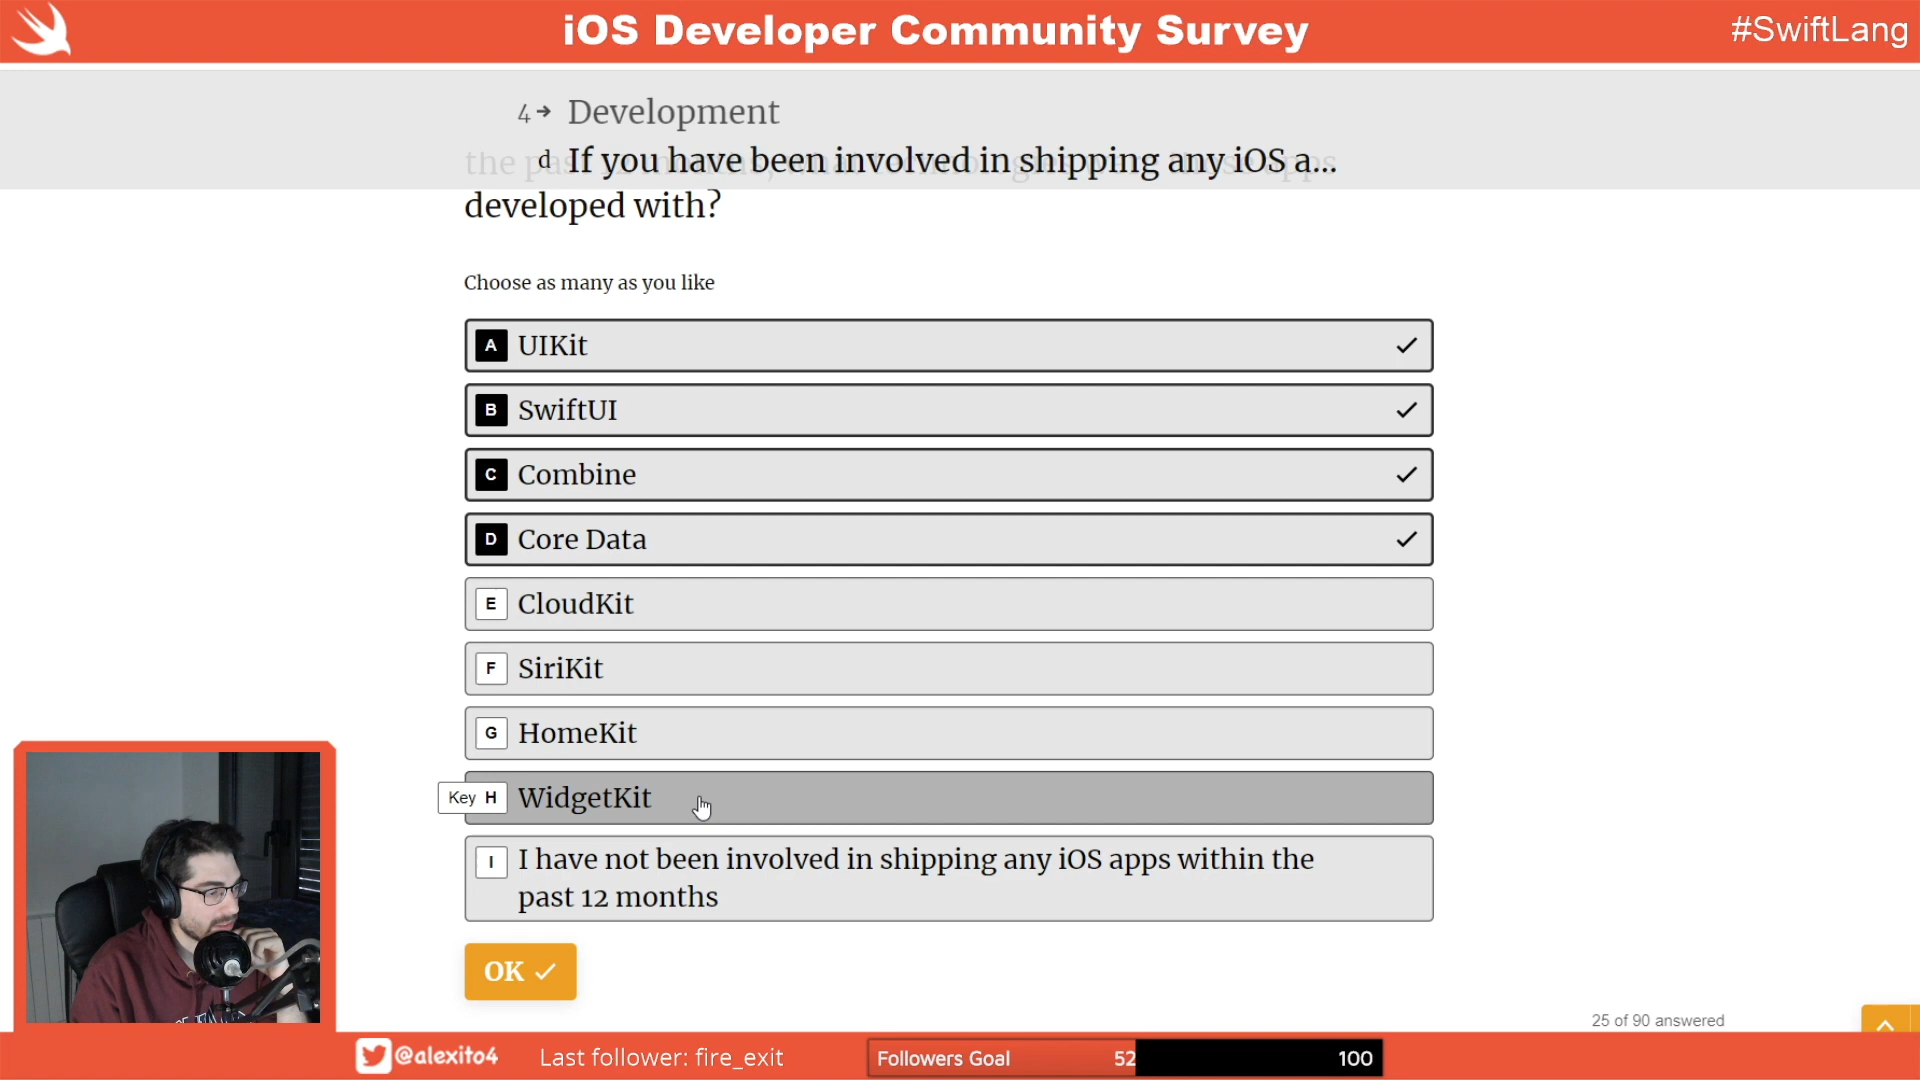 iOS Developer Community Survey
#SwiftLang
4 Development
d If you have been involved in shipping any iOS a...
developed with?
Choose as many as you like
A UIKit
B SwiftUI
C Combine
D Core Data
E CloudKit
F SiriKit
G HomeKit
Key H WidgetKit
I I have not been involved in shipping any iOS apps within the
past 12 months
OK
25 of 90 answered
@alexito4
Last follower: fire_exit
Followers Goal 52 100